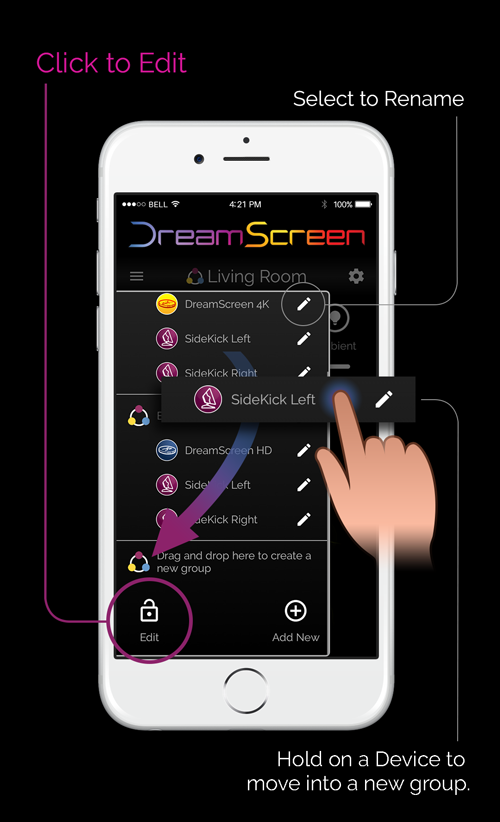 Click to Edit
Select to Rename
BELL
4:21 PM
100%
DreamScreen
Living Room
DreamScreen 4K
SideKick Left
SideKick Right
SideKick Left
DreamScreen HD
SideKick Left
SideKick Right
Drag and drop here to create a
new group
Edit
Add New
Hold on a Device to
move into a new group.